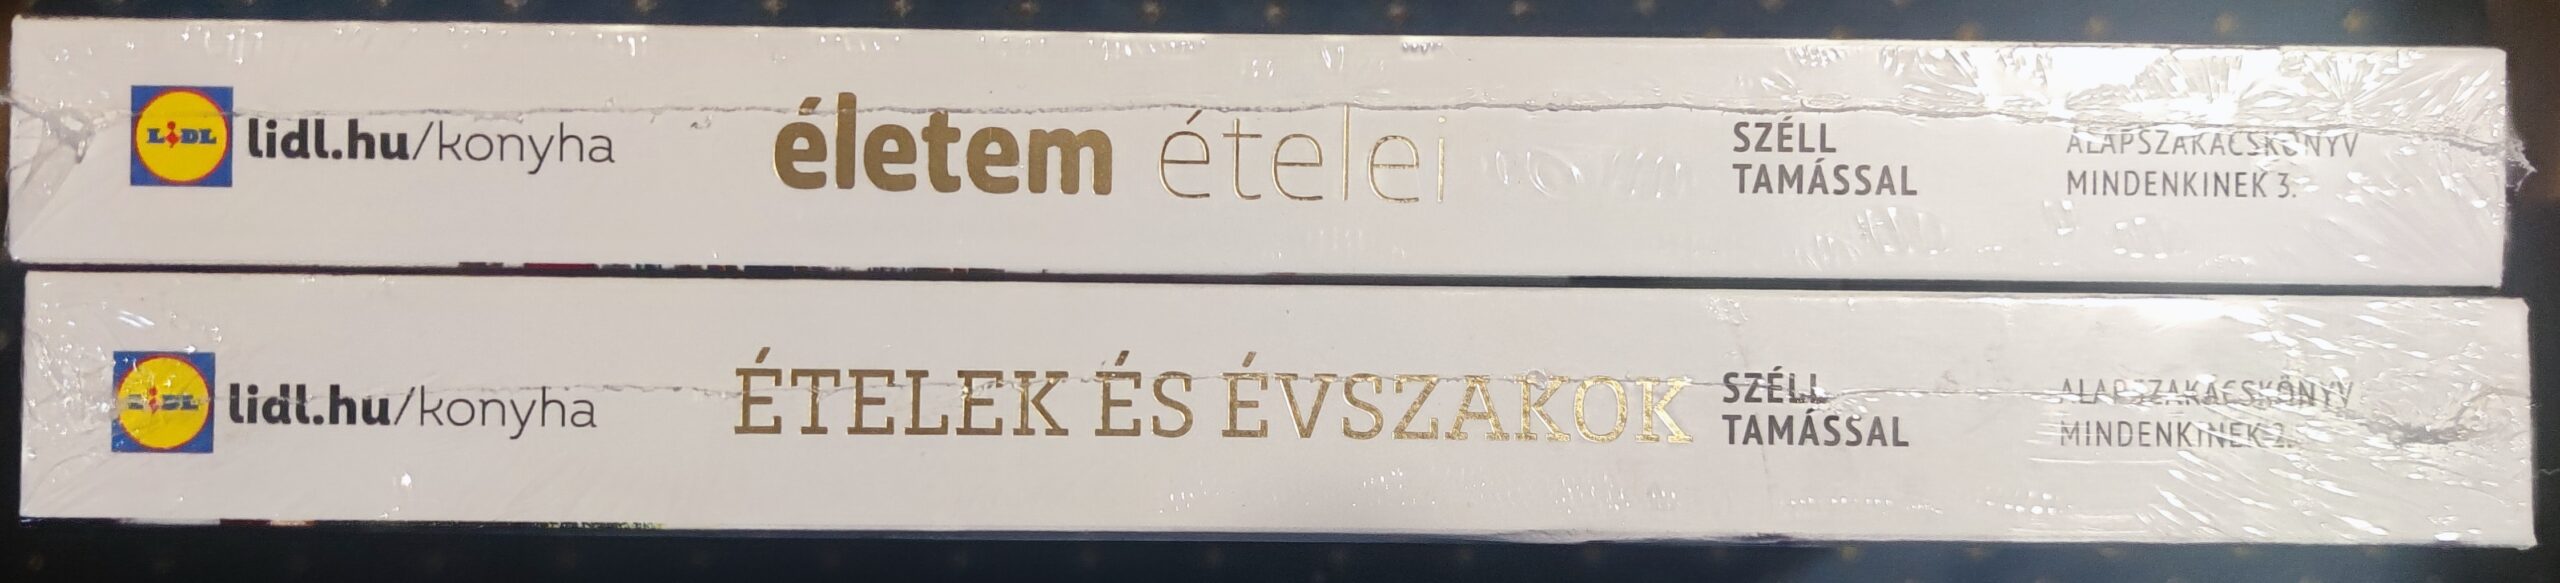 LiDL lidl.hu/konyha életem ételei SZÉLL TAMÁSSAL ALAPSZAKÁCSKÖNYV MINDENKINEK 3.
LiDL lidl.hu/konyha ÉTELEK ÉS ÉVSZAKOK SZÉLL TAMÁSSAL ALAPSZAKÁCSKÖNYV MINDENKINEK 2.